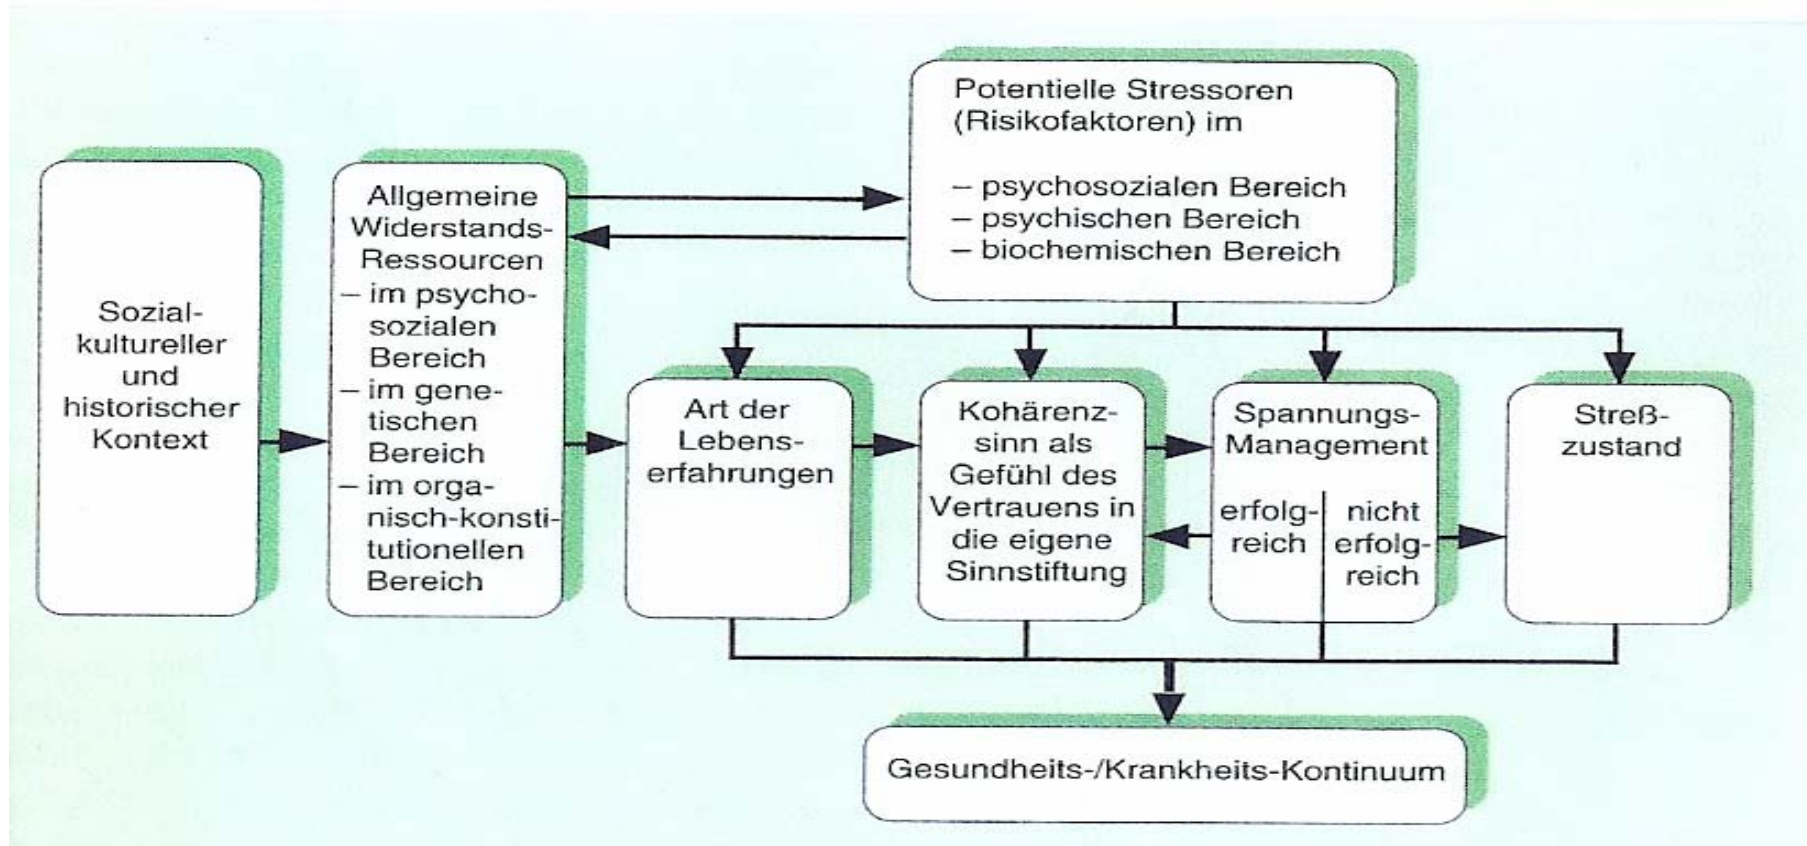 Potentielle Stressoren
(Risikofaktoren) im
– psychosozialen Bereich
– psychischen Bereich
– biochemischen Bereich
Sozial-
kultureller
und
historischer
Kontext
Allgemeine
Widerstands-
Ressourcen
– im psycho-
sozialen
Bereich
– im gene-
tischen
Bereich
– im orga-
nisch-konsti-
tutionellen
Bereich
Art der
Lebens-
erfahrungen
Kohärenz-
sinn als
Gefühl des
Vertrauens in
die eigene
Sinnstiftung
Spannungs-
Management
erfolg-
reich
nicht
erfolg-
reich
Streß-
zustand
Gesundheits-/Krankheits-Kontinuum